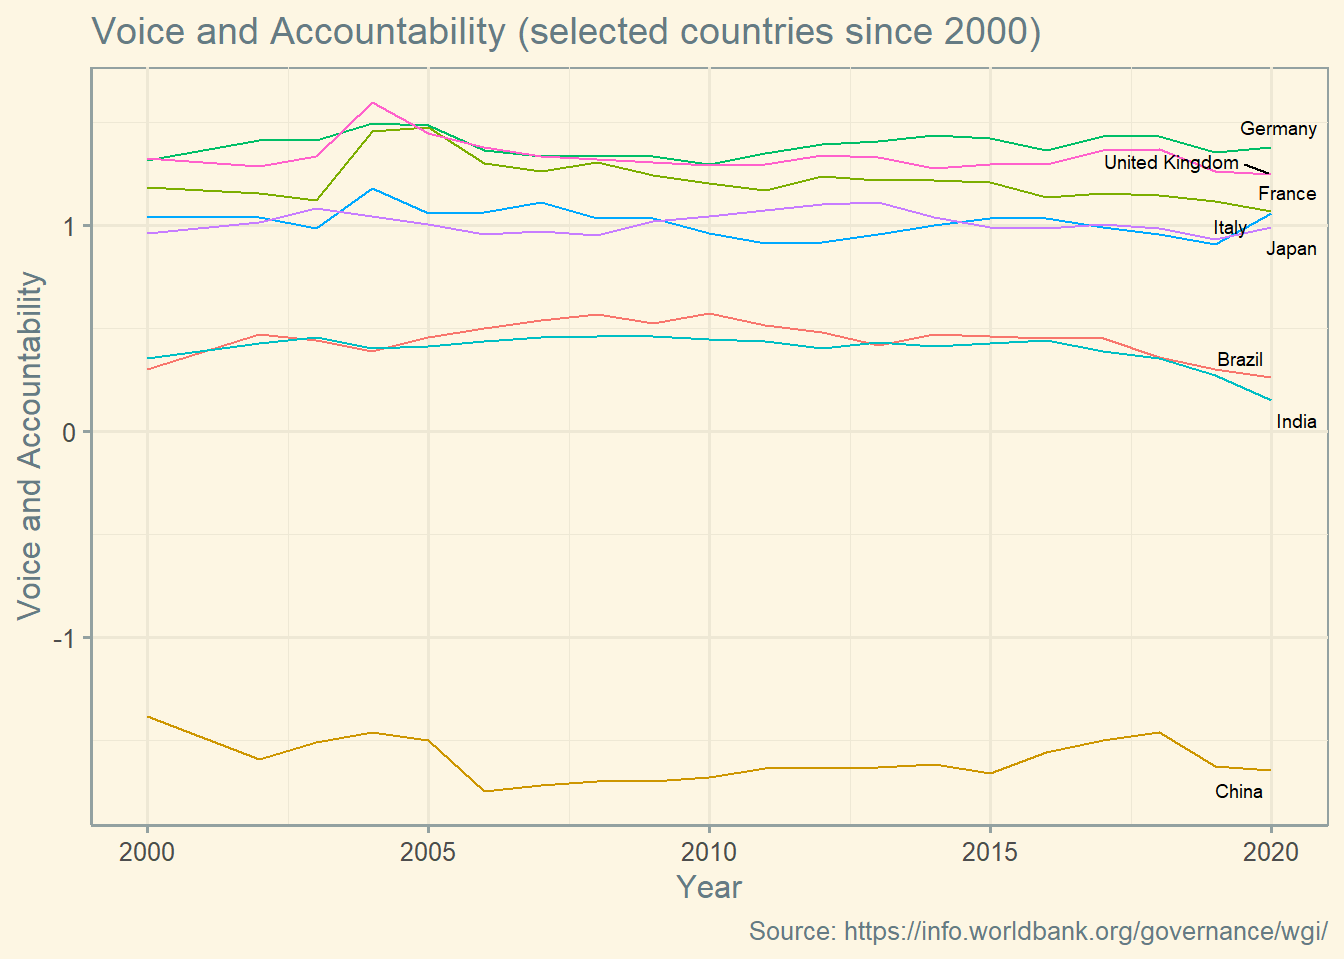 Voice and Accountability (selected countries since 2000)
Voice and Accountability
1
0
-1
Germany
United Kingdom
France
Italy
Japan
Brazil
India
China
2000 2005 2010 2015 2020
Year
Source: https://info.worldbank.org/governance/wgi/